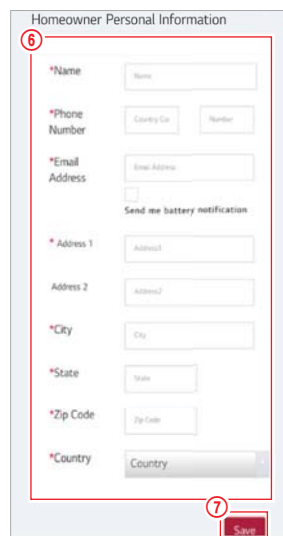 Homeowner Personal Information
6
*Name
Name
*Phone
Number
Country Co
Number
*Email
Address
Email Address
Send me battery notification
* Address 1
Address1
Address 2
Address2
*City
City
*State
State
*Zip Code
Zip Code
*Country
Country
7
Save